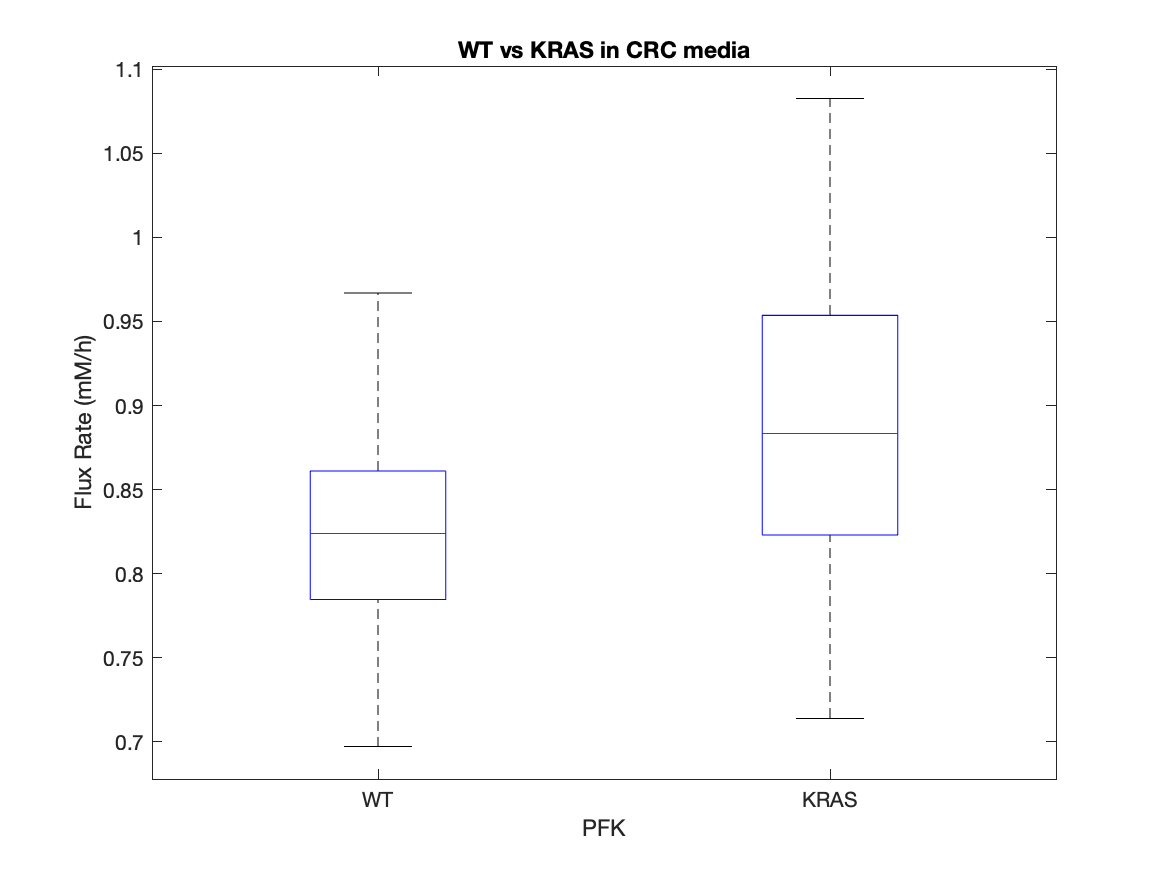 WT vs KRAS in CRC media
1.1
1.05
1
0.95
0.9
0.85
0.8
0.75
0.7
Flux Rate (mM/h)
WT
KRAS
PFK